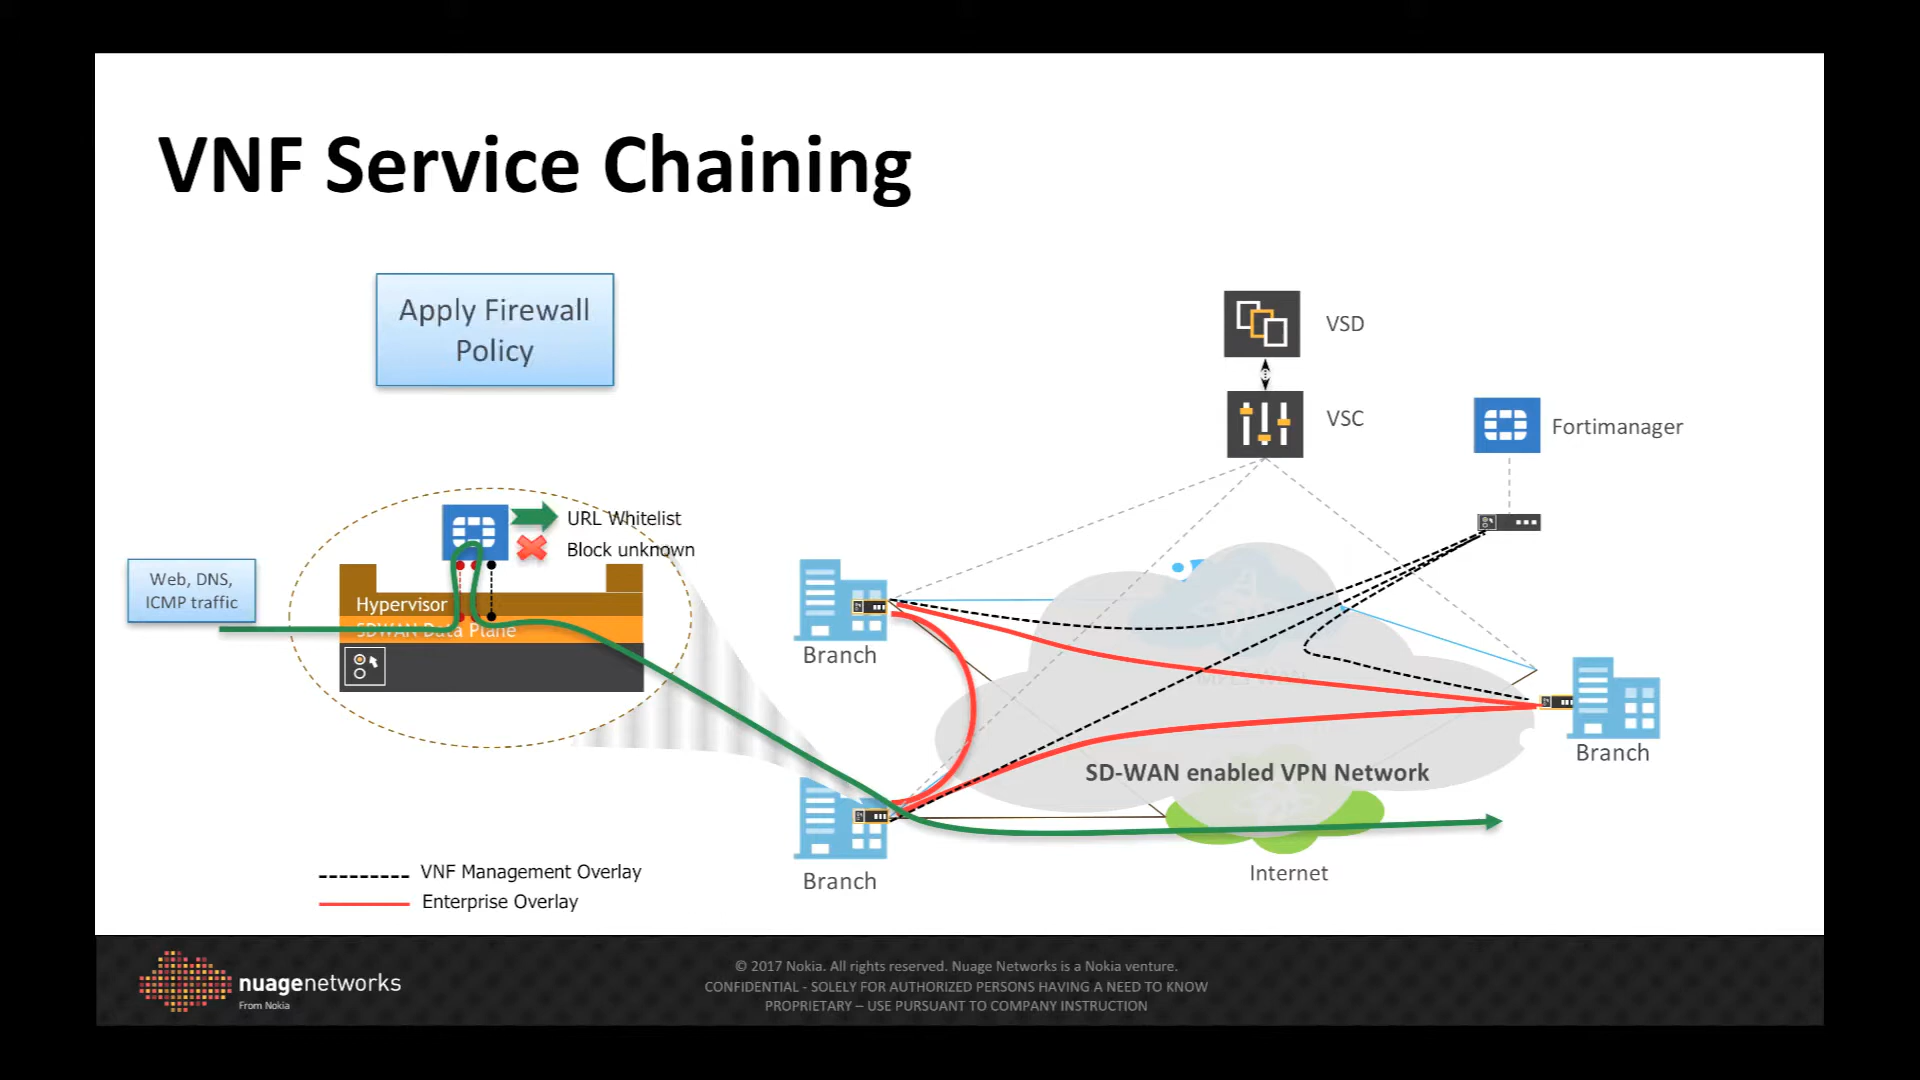 VNF Service Chaining
Apply Firewall
Policy
VSD
VSC
Fortimanager
URL Whitelist
Block unknown
Web, DNS,
ICMP traffic
Hypervisor
SDWAN Data Plane
Branch
Branch
SD-WAN enabled VPN Network
Internet
Branch
VNF Management Overlay
Enterprise Overlay
nuagenetworks
From Nokia
© 2017 Nokia. All rights reserved. Nuage Networks is a Nokia venture.
CONFIDENTIAL - SOLELY FOR AUTHORIZED PERSONS HAVING A NEED TO KNOW
PROPRIETARY – USE PURSUANT TO COMPANY INSTRUCTION